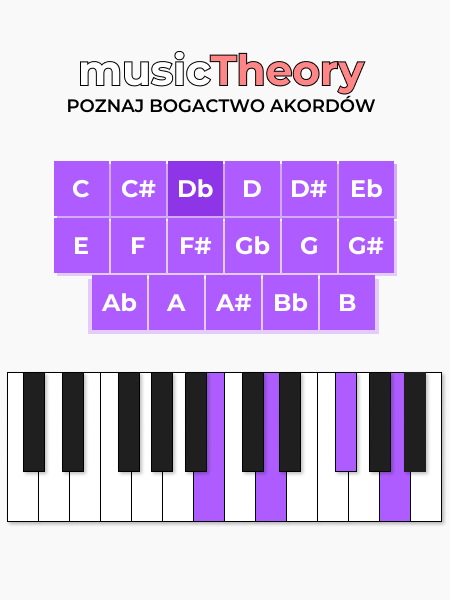 musicTheory
POZNAJ BOGACTWO AKORDÓW
C C# Db D D# Eb
E F F# Gb G G#
Ab A A# Bb B